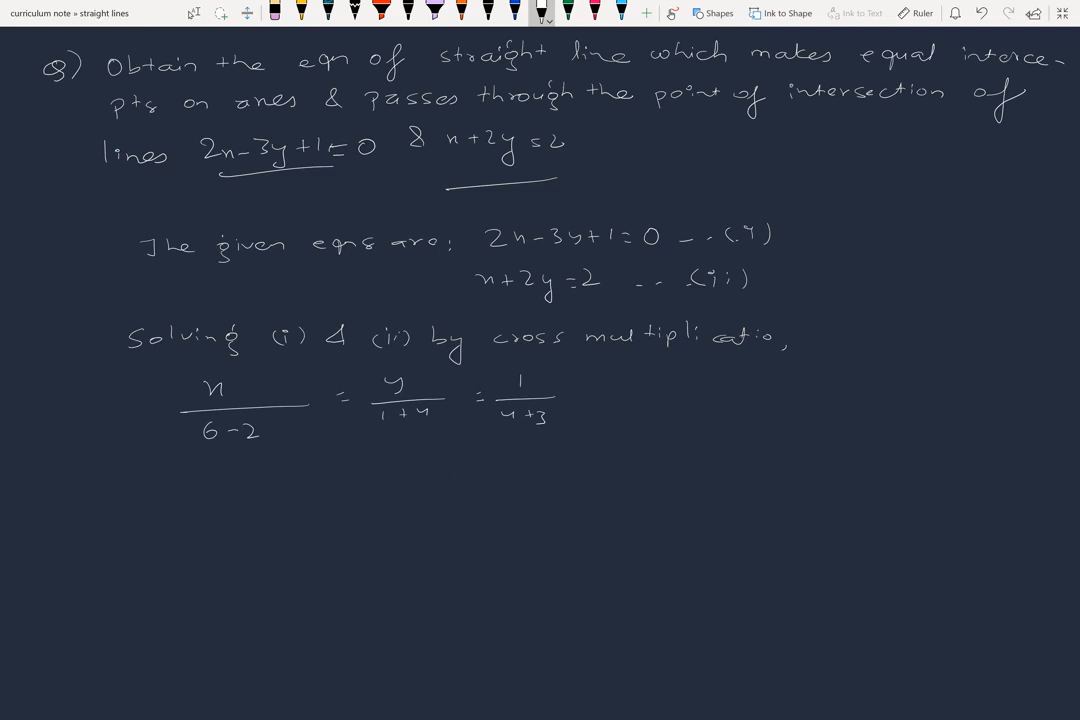 curriculum note » straight lines
Shapes Ink to Shape Ink to Text Ruler
Q) Obtain the eqn of straight line which makes equal interce-
pts on axes & passes through the point of intersection of
lines 2x-3y+1=0 & x+2y=2
The given eqns are: 2x-3y+1=0 -..(i)
x+2y=2 -.. .(ii)
Solving (i) & (ii) by cross multiplicatio,
x/(6-2) = y/(1+4) = 1/(4+3)